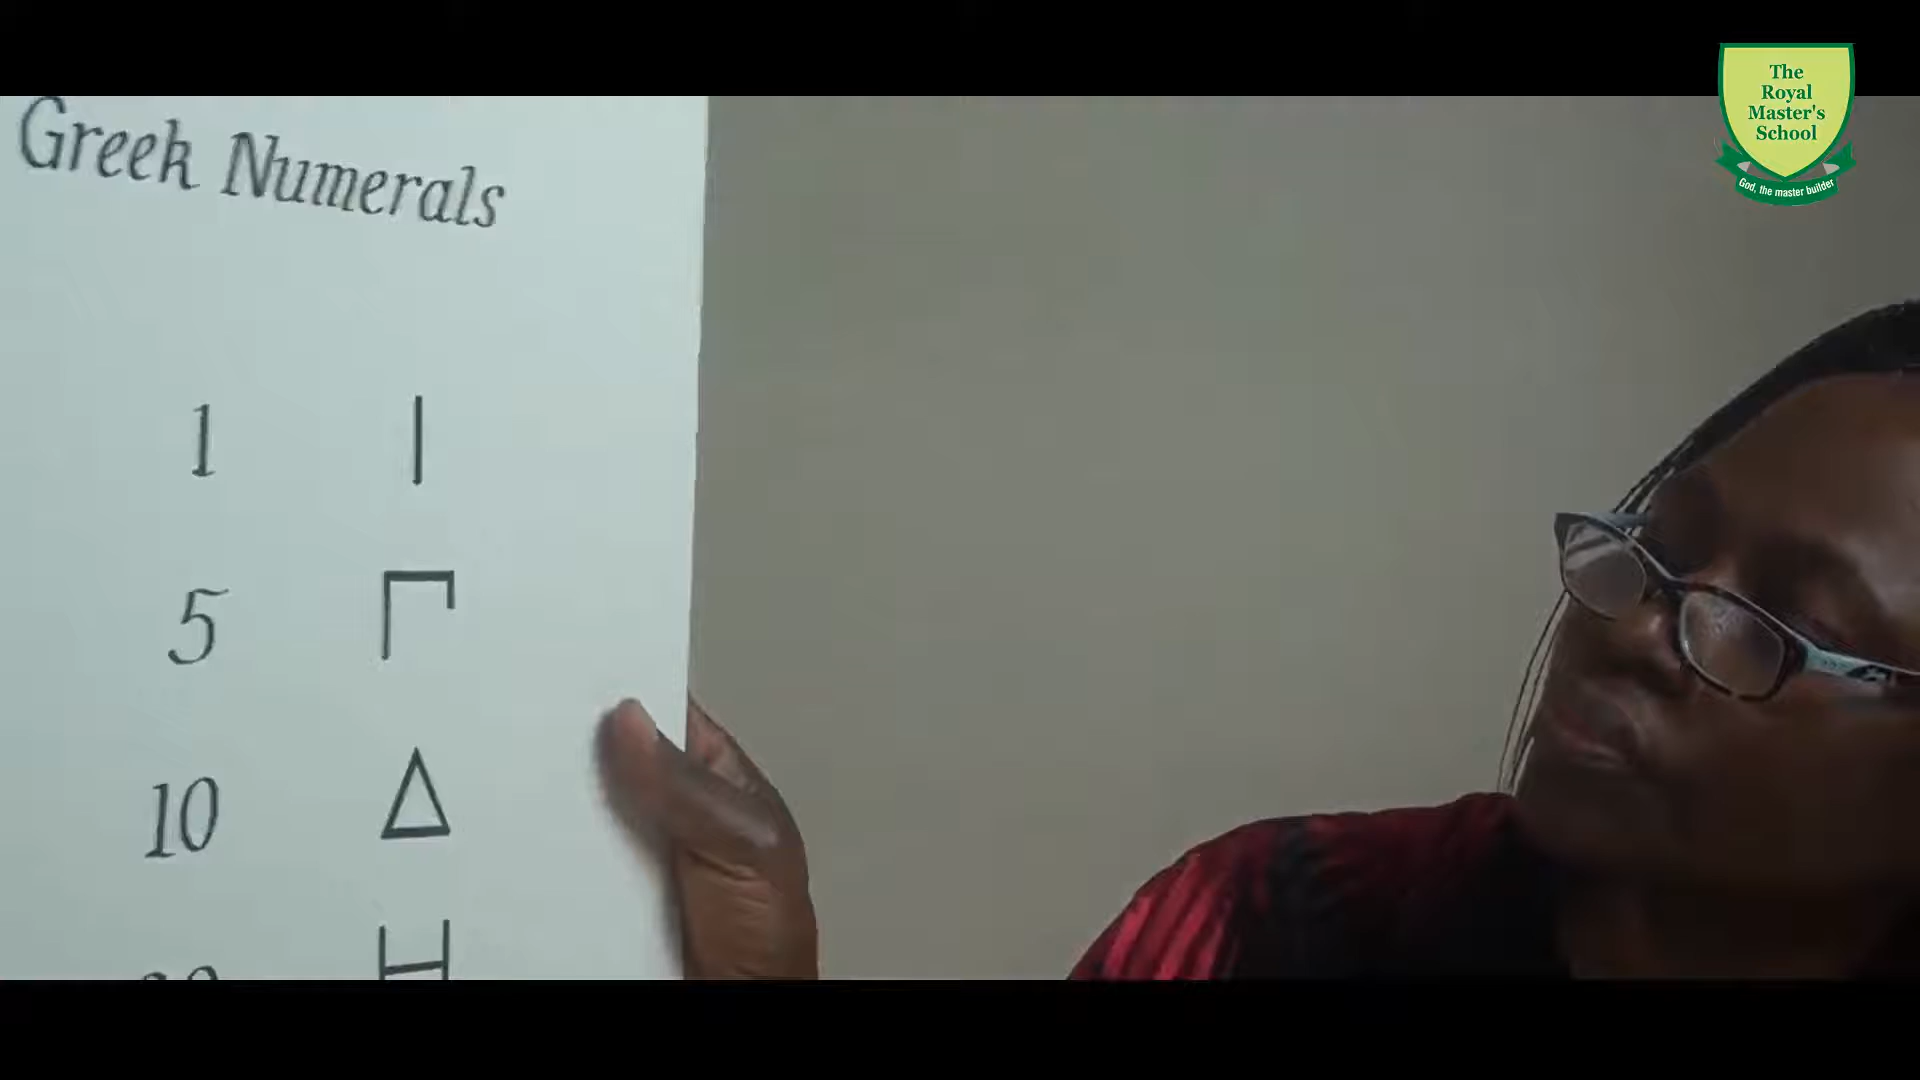 Greek Numerals
1 |
5 𐅃
10 Δ
The
Royal
Master's
School
God, the master builder